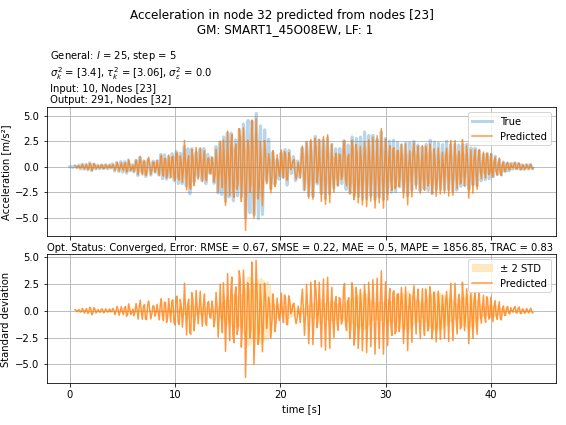 Acceleration in node 32 predicted from nodes [23]
GM: SMART1_45O08EW, LF: 1
General: l = 25, step = 5
σ²ₖ = [3.4], τ²ₖ = [3.06], σ²ε = 0.0
Input: 10, Nodes [23]
Output: 291, Nodes [32]
Acceleration [m/s²]
5.0
2.5
0.0
−2.5
−5.0
True
Predicted
Opt. Status: Converged, Error: RMSE = 0.67, SMSE = 0.22, MAE = 0.5, MAPE = 1856.85, TRAC = 0.83
Standard deviation
5.0
2.5
0.0
−2.5
−5.0
± 2 STD
Predicted
0
10
20
30
40
time [s]